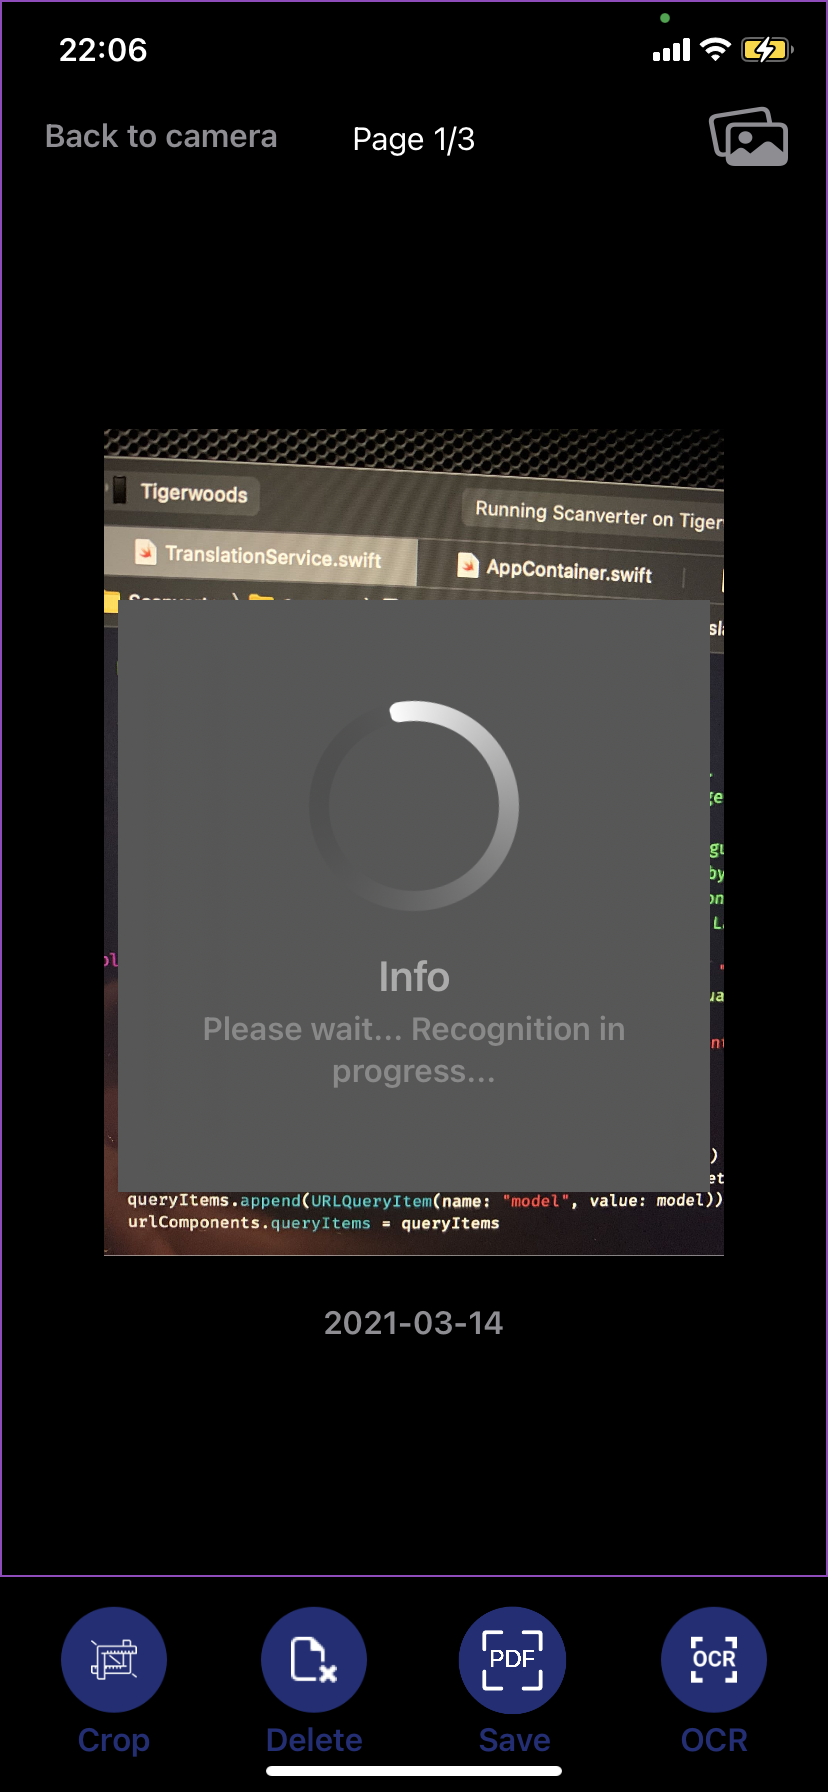 22:06
Back to camera
Page 1/3
Tigerwoods
Running Scanverter on Tiger
TranslationService.swift
AppContainer.swift
Info
Please wait... Recognition in
progress...
queryItems.append(URLQueryItem(name: "model", value: model))
urlComponents.queryItems = queryItems
2021-03-14
PDF
OCR
Crop
Delete
Save
OCR